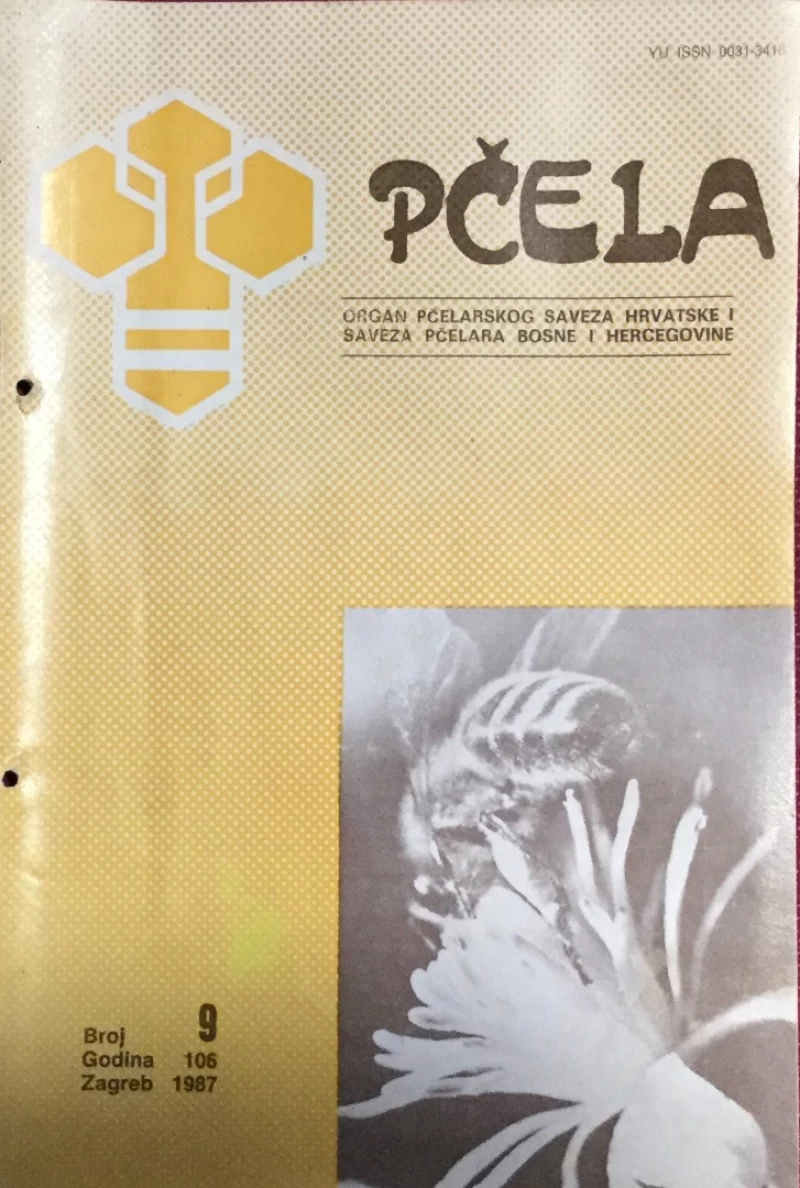 YU ISSN 0031-3416
PČELA
ORGAN PČELARSKOG SAVEZA HRVATSKE I
SAVEZA PČELARA BOSNE I HERCEGOVINE
Broj 9
Godina 106
Zagreb 1987